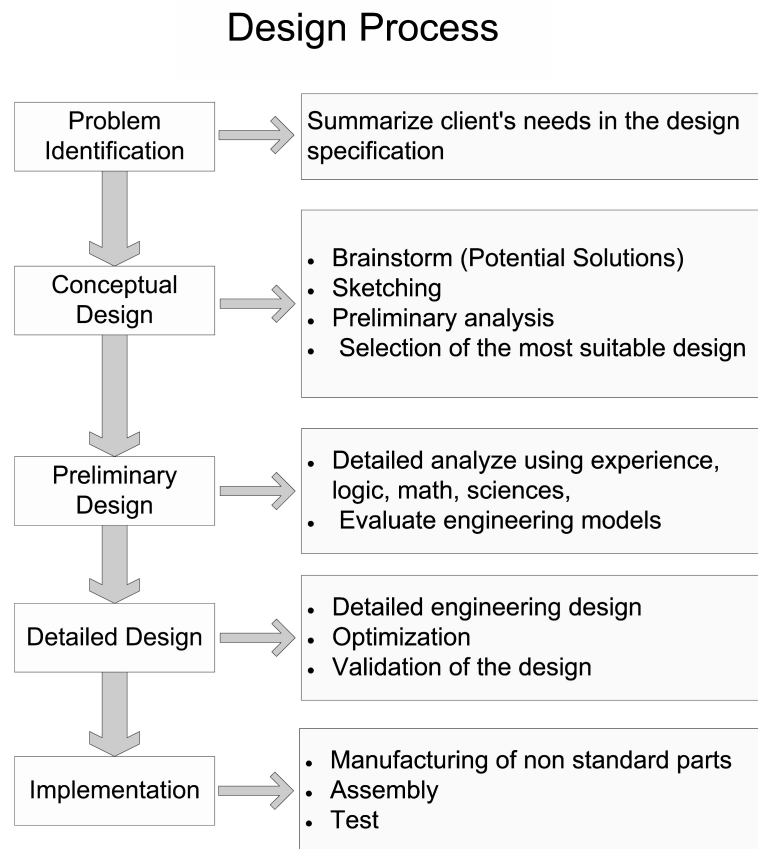 Design Process
Problem
Identification
Summarize client's needs in the design
specification
Conceptual
Design
• Brainstorm (Potential Solutions)
• Sketching
• Preliminary analysis
• Selection of the most suitable design
Preliminary
Design
• Detailed analyze using experience,
logic, math, sciences,
• Evaluate engineering models
Detailed Design
• Detailed engineering design
• Optimization
• Validation of the design
Implementation
• Manufacturing of non standard parts
• Assembly
• Test